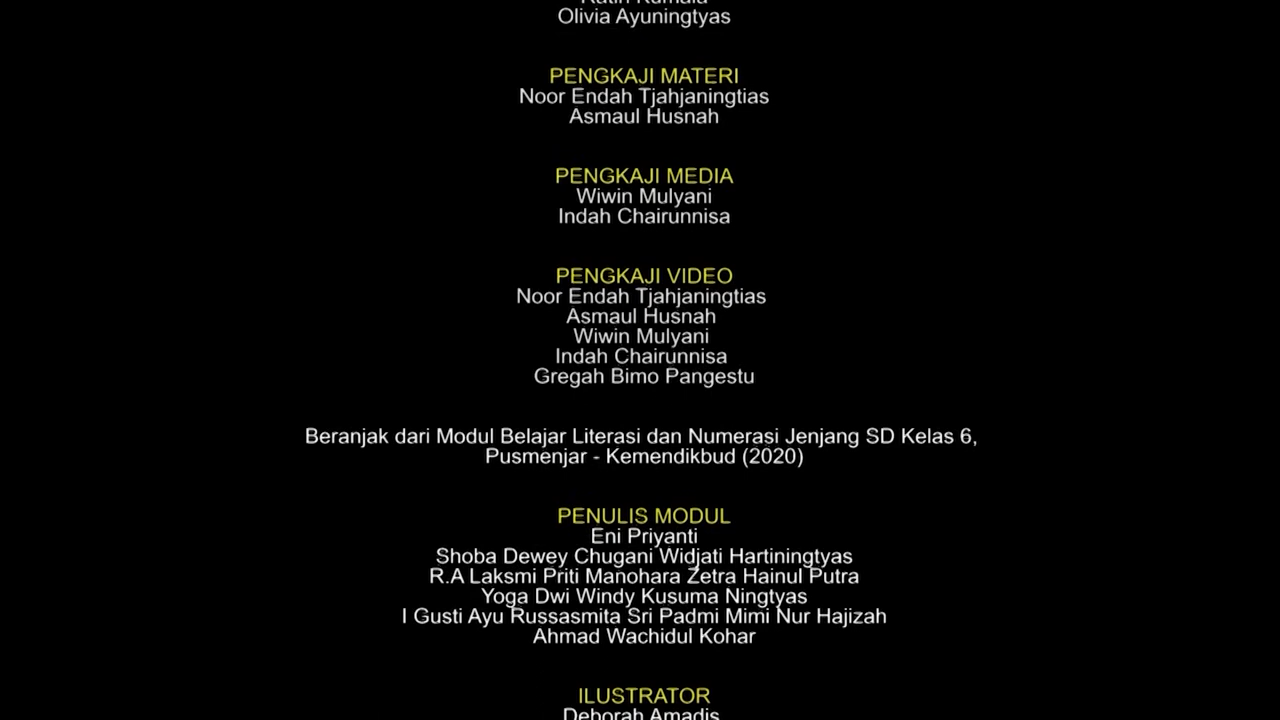 Olivia Ayuningtyas
PENGKAJI MATERI
Noor Endah Tjahjaningtias
Asmaul Husnah
PENGKAJI MEDIA
Wiwin Mulyani
Indah Chairunnisa
PENGKAJI VIDEO
Noor Endah Tjahjaningtias
Asmaul Husnah
Wiwin Mulyani
Indah Chairunnisa
Gregah Bimo Pangestu
Beranjak dari Modul Belajar Literasi dan Numerasi Jenjang SD Kelas 6,
Pusmenjar - Kemendikbud (2020)
PENULIS MODUL
Eni Priyanti
Shoba Dewey Chugani Widjati Hartiningtyas
R.A Laksmi Priti Manohara Zetra Hainul Putra
Yoga Dwi Windy Kusuma Ningtyas
I Gusti Ayu Russasmita Sri Padmi Mimi Nur Hajizah
Ahmad Wachidul Kohar
ILUSTRATOR
Deborah Amadis